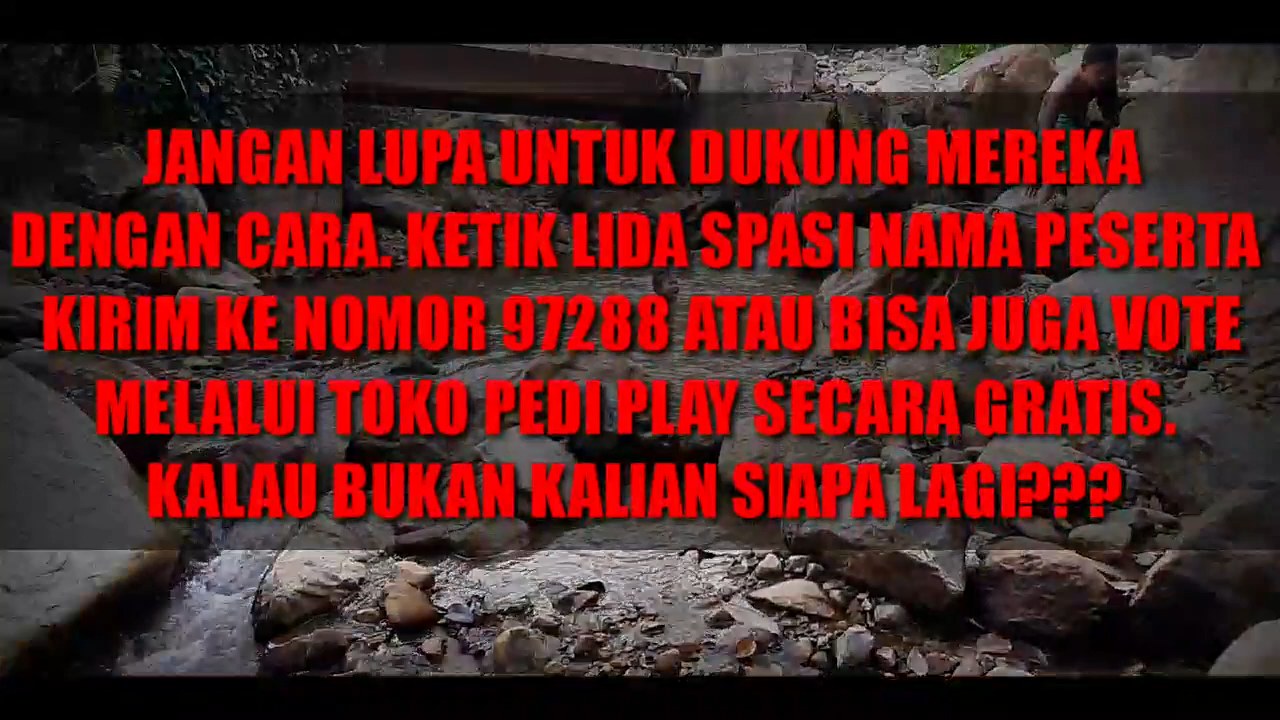 JANGAN LUPA UNTUK DUKUNG MEREKA
DENGAN CARA. KETIK LIDA SPASI NAMA PESERTA
KIRIM KE NOMOR 97288 ATAU BISA JUGA VOTE
MELALUI TOKO PEDI PLAY SECARA GRATIS.
KALAU BUKAN KALIAN SIAPA LAGI???